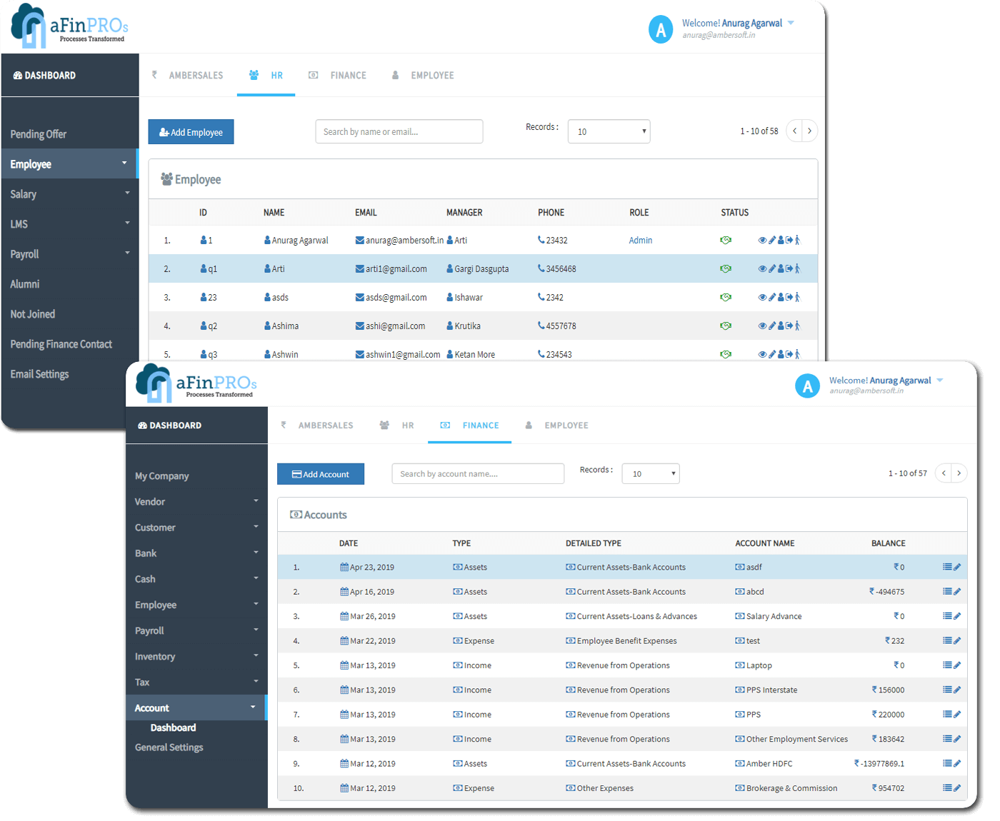 aFinPROs
Processes Transformed
A
Welcome! Anurag Agarwal
anurag@ambersoft.in
DASHBOARD
₹ AMBERSALES HR FINANCE EMPLOYEE
Pending Offer
Employee
Salary
LMS
Payroll
Alumni
Not Joined
Pending Finance Contact
Email Settings
Add Employee Search by name or email... Records : 10 1 - 10 of 58
Employee
ID NAME EMAIL MANAGER PHONE ROLE STATUS
1. 1 Anurag Agarwal anurag@ambersoft.in Arti 23432 Admin
2. q1 Arti arti1@gmail.com Gargi Dasgupta 3456468
3. 23 asds asds@gmail.com Ishawar 2342
4. q2 Ashima ashi@gmail.com Krutika 4557678
5. q3 Ashwin ashwin1@gmail.com Ketan More 234543
aFinPROs
Processes Transformed
A
Welcome! Anurag Agarwal
anurag@ambersoft.in
DASHBOARD
₹ AMBERSALES HR FINANCE EMPLOYEE
My Company
Vendor
Customer
Bank
Cash
Employee
Payroll
Inventory
Tax
Account
Dashboard
General Settings
Add Account Search by account name.... Records : 10 1 - 10 of 57
Accounts
DATE TYPE DETAILED TYPE ACCOUNT NAME BALANCE
1. Apr 23, 2019 Assets Current Assets-Bank Accounts asdf ₹ 0
2. Apr 16, 2019 Assets Current Assets-Bank Accounts abcd ₹ -494675
3. Mar 26, 2019 Assets Current Assets-Loans & Advances Salary Advance ₹ 0
4. Mar 22, 2019 Expense Employee Benefit Expenses test ₹ 232
5. Mar 13, 2019 Income Revenue from Operations Laptop ₹ 0
6. Mar 13, 2019 Income Revenue from Operations PPS Interstate ₹ 156000
7. Mar 13, 2019 Income Revenue from Operations PPS ₹ 220000
8. Mar 13, 2019 Income Revenue from Operations Other Employment Services ₹ 183642
9. Mar 12, 2019 Assets Current Assets-Bank Accounts Amber HDFC ₹ -13977869.1
10. Mar 12, 2019 Expense Other Expenses Brokerage & Commission ₹ 954702